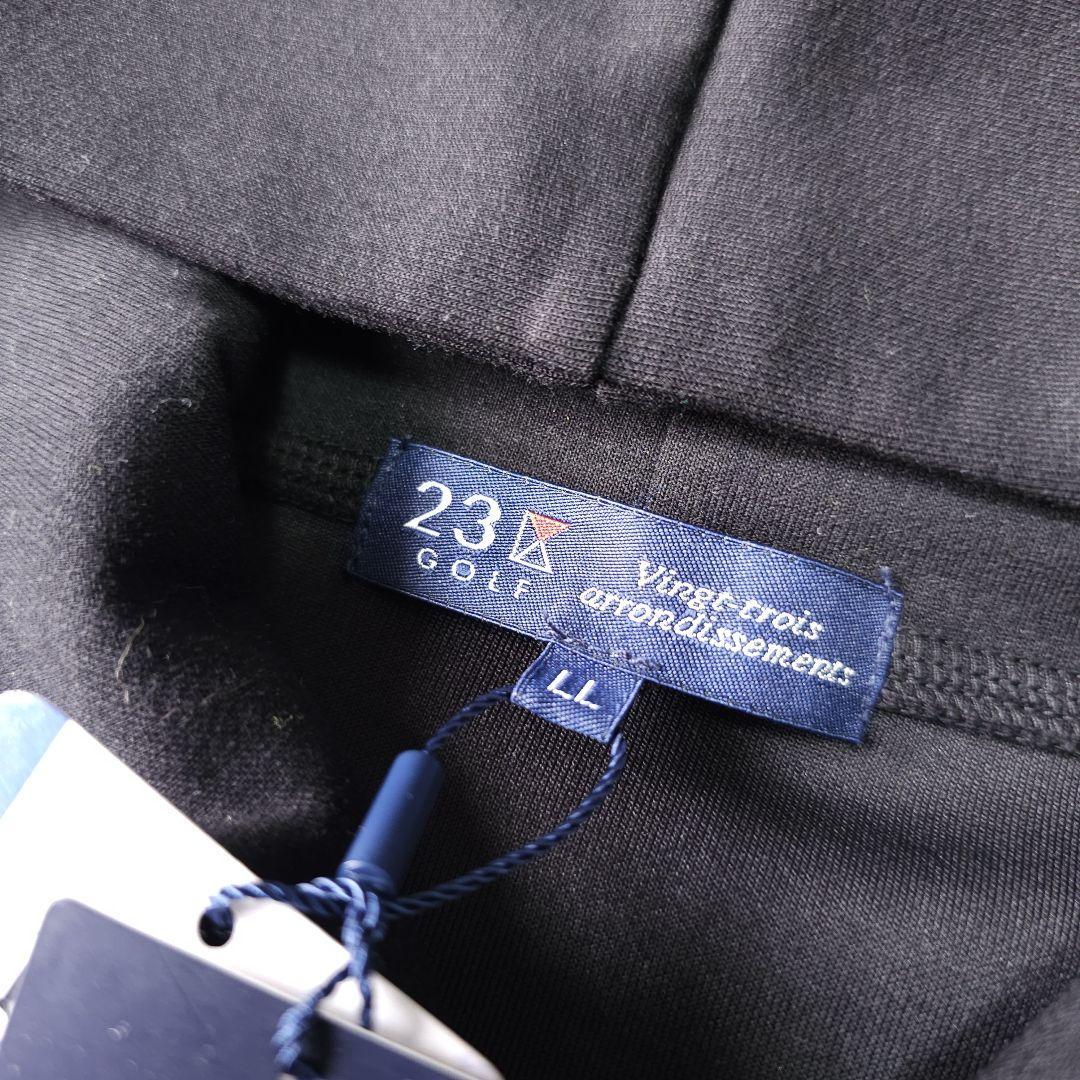 23
GOLF
Vingt-trois
arrondissements
LL